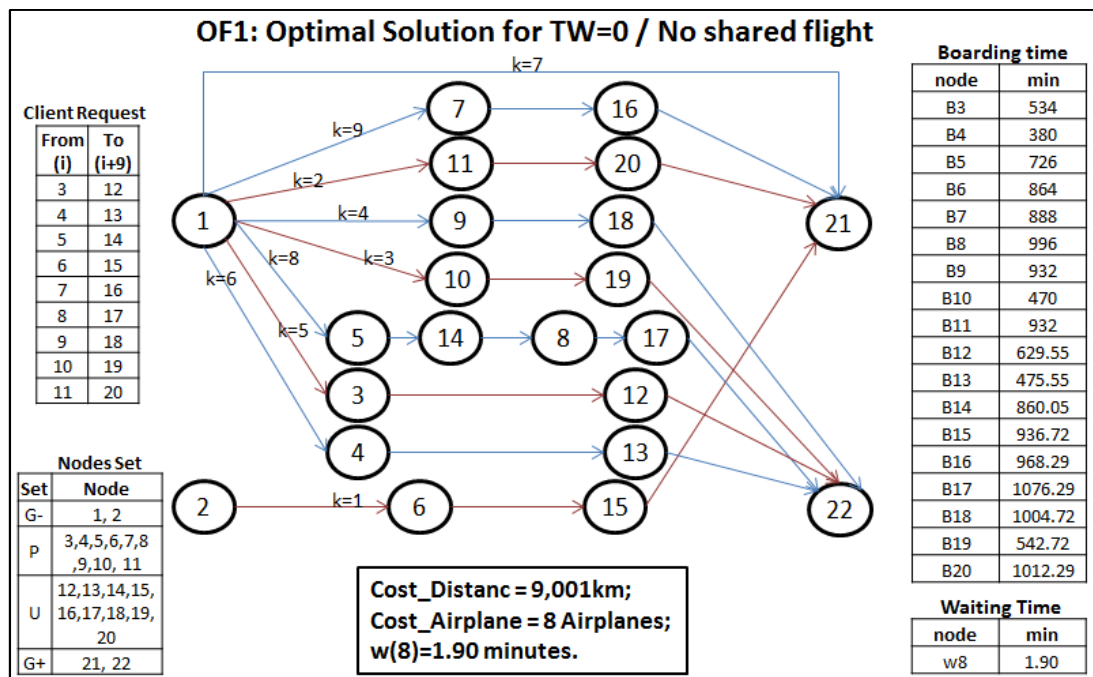 OF1: Optimal Solution for TW=0 / No shared flight
Client Request
From (i) To (i+9)
3 12
4 13
5 14
6 15
7 16
8 17
9 18
10 19
11 20
Nodes Set
Set Node
G- 1, 2
P 3,4,5,6,7,8
,9,10, 11
U 12,13,14,15,
16,17,18,19,
20
G+ 21, 22
k=7
k=9
k=2
k=4
k=3
k=8
k=6
k=5
k=1
7 16
11 20
1 9 18 21
10 19
5 14 8 17
3 12
4 13
2 6 15 22
Cost_Distanc = 9,001km;
Cost_Airplane = 8 Airplanes;
w(8)=1.90 minutes.
Boarding time
node min
B3 534
B4 380
B5 726
B6 864
B7 888
B8 996
B9 932
B10 470
B11 932
B12 629.55
B13 475.55
B14 860.05
B15 936.72
B16 968.29
B17 1076.29
B18 1004.72
B19 542.72
B20 1012.29
Waiting Time
node min
w8 1.90